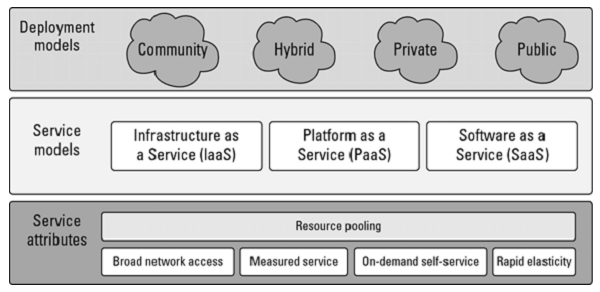 Deployment
models
Community
Hybrid
Private
Public
Service
models
Infrastructure as
a Service (IaaS)
Platform as a
Service (PaaS)
Software as a
Service (SaaS)
Service
attributes
Resource pooling
Broad network access
Measured service
On-demand self-service
Rapid elasticity